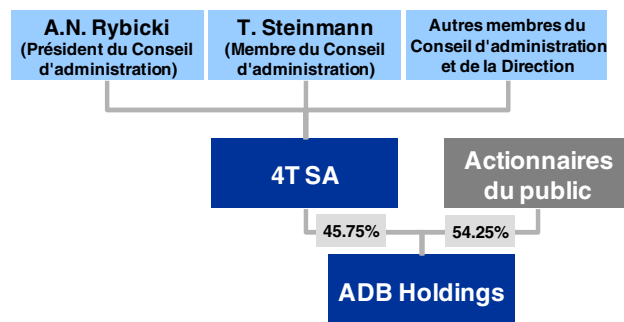 A.N. Rybicki
(Président du Conseil
d'administration)
T. Steinmann
(Membre du Conseil
d'administration)
Autres membres du
Conseil d'administration
et de la Direction
4T SA
Actionnaires
du public
45.75%
54.25%
ADB Holdings